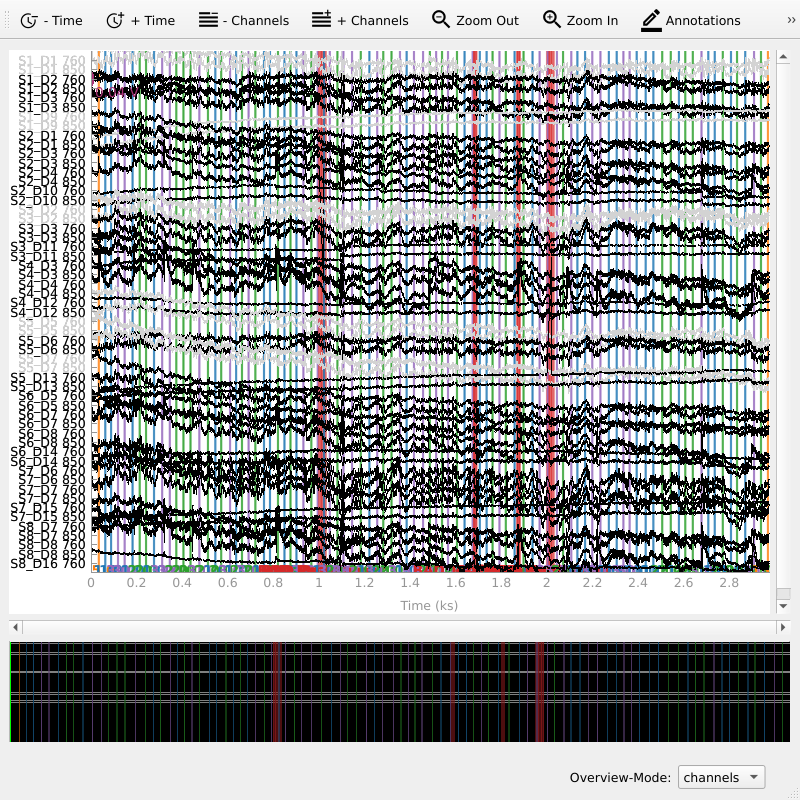 - Time + Time - Channels + Channels Zoom Out Zoom In Annotations »
S1_D1 760
S1_D2 760
S1_D2 850
S1_D3 850
S2_D1 760
S2_D1 850
S2_D3 760
S2_D3 850
S2_D4 760
S2_D4 850
S2_D10 760
S2_D10 850
S3_D3 760
S3_D3 850
S3_D11 760
S3_D11 850
S4_D3 760
S4_D3 850
S4_D4 760
S4_D4 850
S4_D12 850
S5_D6 760
S5_D6 850
S5_D7 850
S5_D13 760
S5_D13 850
S6_D5 760
S6_D5 850
S6_D7 760
S6_D7 850
S6_D8 760
S6_D8 850
S6_D14 760
S6_D14 850
S7_D6 760
S7_D6 850
S7_D7 760
S7_D7 850
S7_D15 760
S7_D15 850
S8_D7 760
S8_D7 850
S8_D8 760
S8_D8 850
S8_D16 760
0 0.2 0.4 0.6 0.8 1 1.2 1.4 1.6 1.8 2 2.2 2.4 2.6 2.8
Time (ks)
Overview-Mode: channels